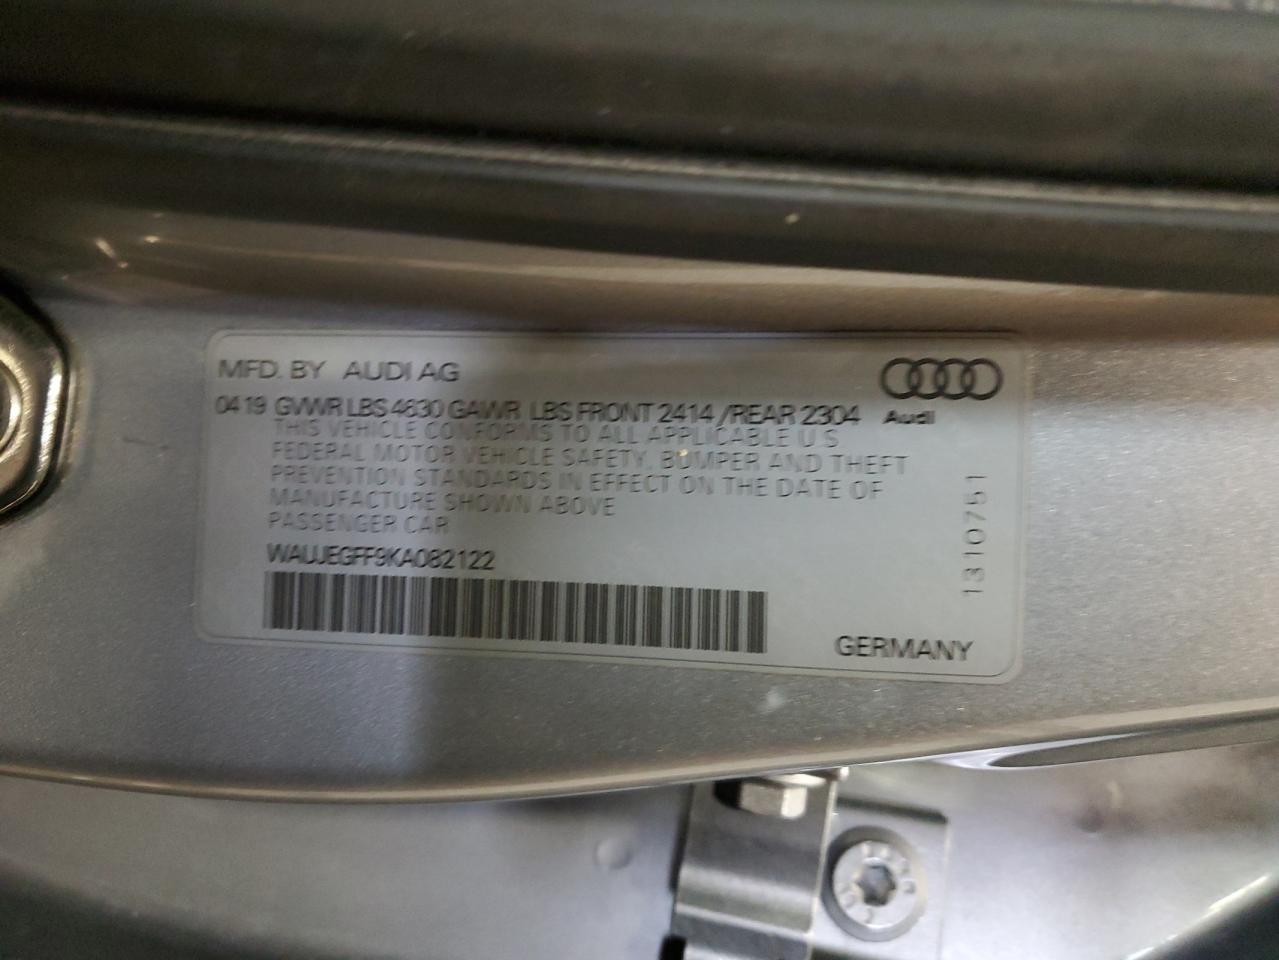 MFD. BY AUDI AG
04 19 GVWR LBS 4630 GAWR LBS FRONT 2414 /REAR 2304
Audi
THIS VEHICLE CONFORMS TO ALL APPLICABLE U S
FEDERAL MOTOR VEHICLE SAFETY, BUMPER AND THEFT
PREVENTION STANDARDS IN EFFECT ON THE DATE OF
MANUFACTURE SHOWN ABOVE
PASSENGER CAR
WAUJEGFF9KA082122
1310751
GERMANY